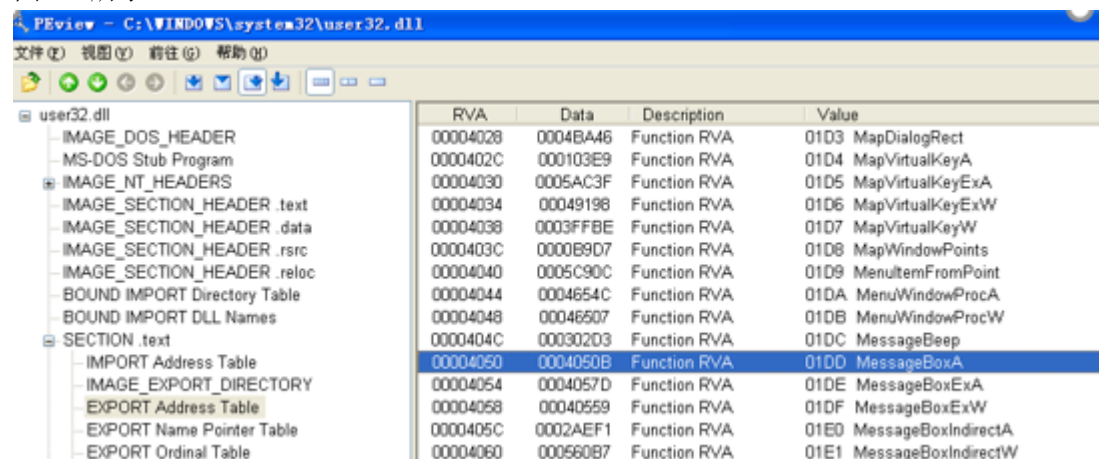 PEview - C:\WINDOWS\system32\user32.dll
文件(F) 视图(V) 前往(G) 帮助(H)
user32.dll RVA Data Description Value
IMAGE_DOS_HEADER 00004028 0004BA46 Function RVA 01D3 MapDialogRect
MS-DOS Stub Program 0000402C 000103E9 Function RVA 01D4 MapVirtualKeyA
IMAGE_NT_HEADERS 00004030 0005AC3F Function RVA 01D5 MapVirtualKeyExA
IMAGE_SECTION_HEADER .text 00004034 00049198 Function RVA 01D6 MapVirtualKeyExW
IMAGE_SECTION_HEADER .data 00004038 0003FFBE Function RVA 01D7 MapVirtualKeyW
IMAGE_SECTION_HEADER .rsrc 0000403C 0000B9D7 Function RVA 01D8 MapWindowPoints
IMAGE_SECTION_HEADER .reloc 00004040 0005C90C Function RVA 01D9 MenuItemFromPoint
BOUND IMPORT Directory Table 00004044 0004654C Function RVA 01DA MenuWindowProcA
BOUND IMPORT DLL Names 00004048 00046507 Function RVA 01DB MenuWindowProcW
SECTION .text 0000404C 000302D3 Function RVA 01DC MessageBeep
IMPORT Address Table 00004050 0004050B Function RVA 01DD MessageBoxA
IMAGE_EXPORT_DIRECTORY 00004054 0004057D Function RVA 01DE MessageBoxExA
EXPORT Address Table 00004058 00040559 Function RVA 01DF MessageBoxExW
EXPORT Name Pointer Table 0000405C 0002AEF1 Function RVA 01E0 MessageBoxIndirectA
EXPORT Ordinal Table 00004060 000560B7 Function RVA 01E1 MessageBoxIndirectW